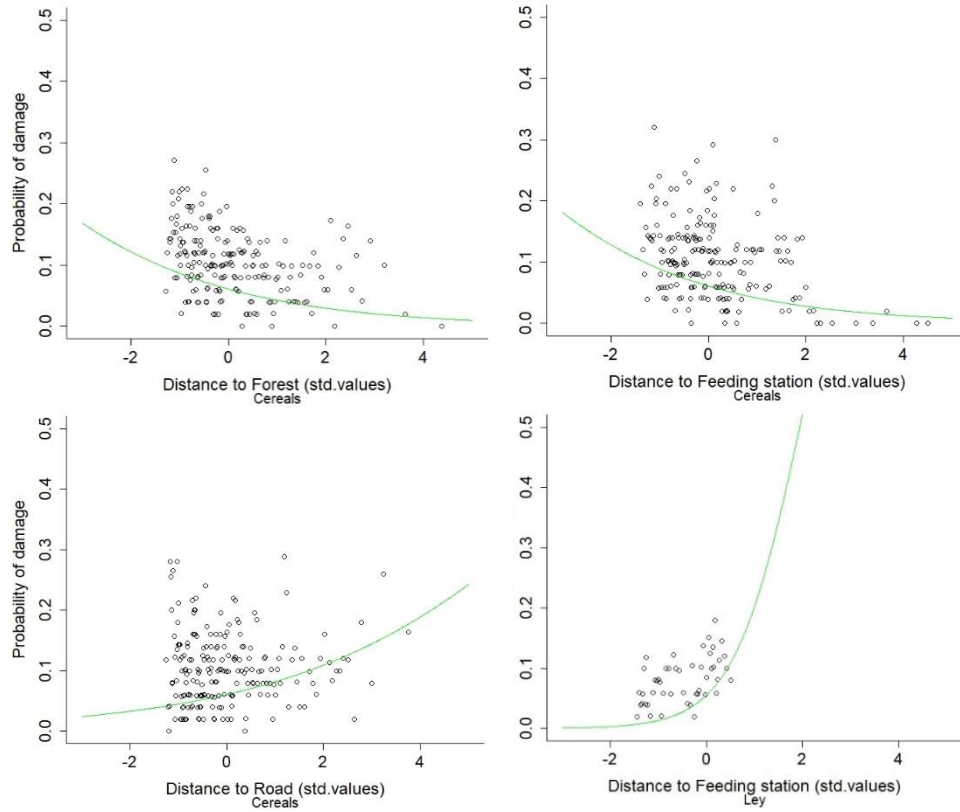 Probability of damage
0.5
0.4
0.3
0.2
0.1
0.0
-2 0 2 4
Distance to Forest (std.values)
Cereals
0.5
0.4
0.3
0.2
0.1
0.0
-2 0 2 4
Distance to Feeding station (std.values)
Cereals
Probability of damage
0.5
0.4
0.3
0.2
0.1
0.0
-2 0 2 4
Distance to Road (std.values)
Cereals
0.5
0.4
0.3
0.2
0.1
0.0
-2 0 2 4
Distance to Feeding station (std.values)
Ley